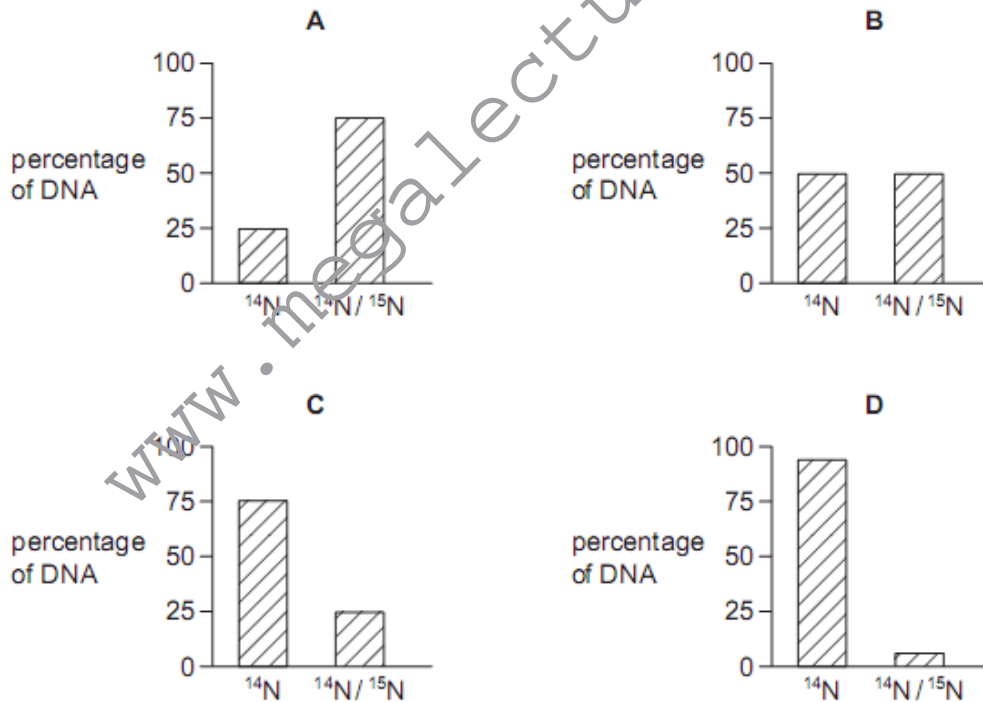 A
100
75
percentage
of DNA
50
25
0
¹⁴N ¹⁴N / ¹⁵N
B
100
75
percentage
of DNA
50
25
0
¹⁴N ¹⁴N / ¹⁵N
C
100
75
percentage
of DNA
50
25
0
¹⁴N ¹⁴N / ¹⁵N
D
100
75
percentage
of DNA
50
25
0
¹⁴N ¹⁴N / ¹⁵N
www.megalectu